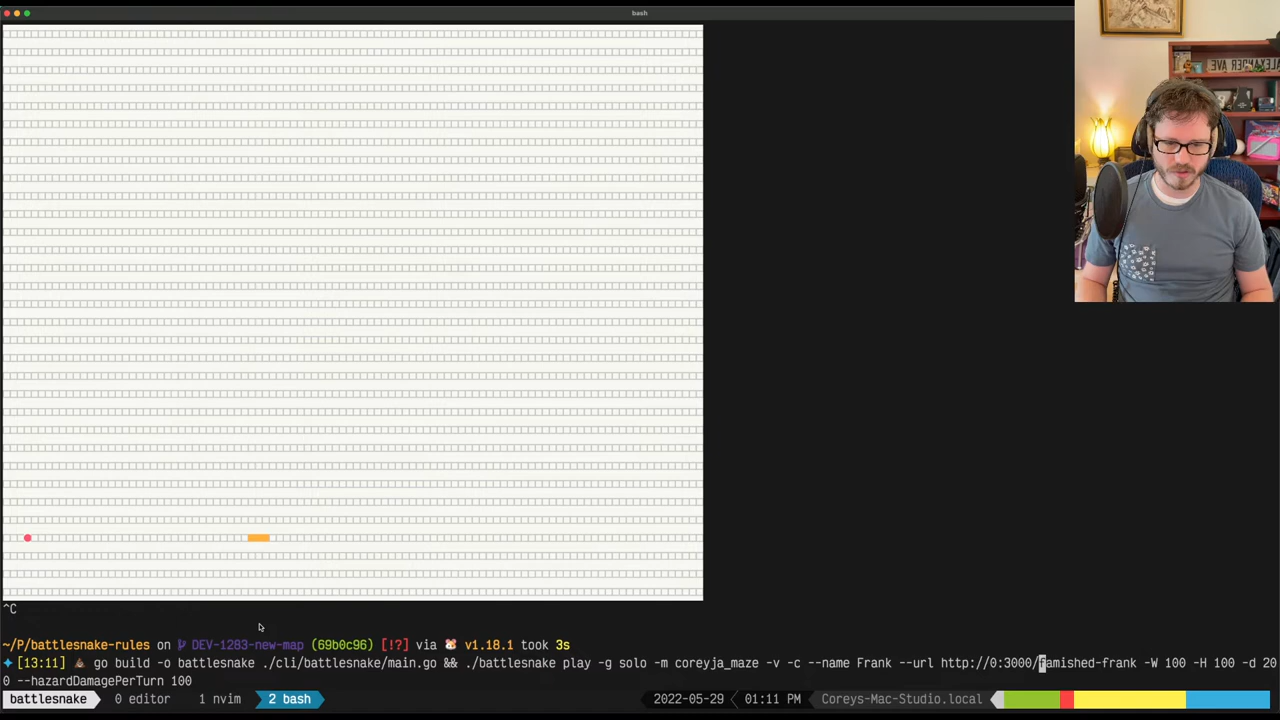 bash
ALEXANDER AVE
^C
~/P/battlesnake-rules on DEV-1283-new-map (69b0c96) [!?] via 🐹 v1.18.1 took 3s
✦ [13:11] 💩 go build -o battlesnake ./cli/battlesnake/main.go && ./battlesnake play -g solo -m coreyja_maze -v -c --name Frank --url http://0:3000/famished-frank -W 100 -H 100 -d 20
0 --hazardDamagePerTurn 100
battlesnake 0 editor 1 nvim 2 bash 2022-05-29 01:11 PM Coreys-Mac-Studio.local